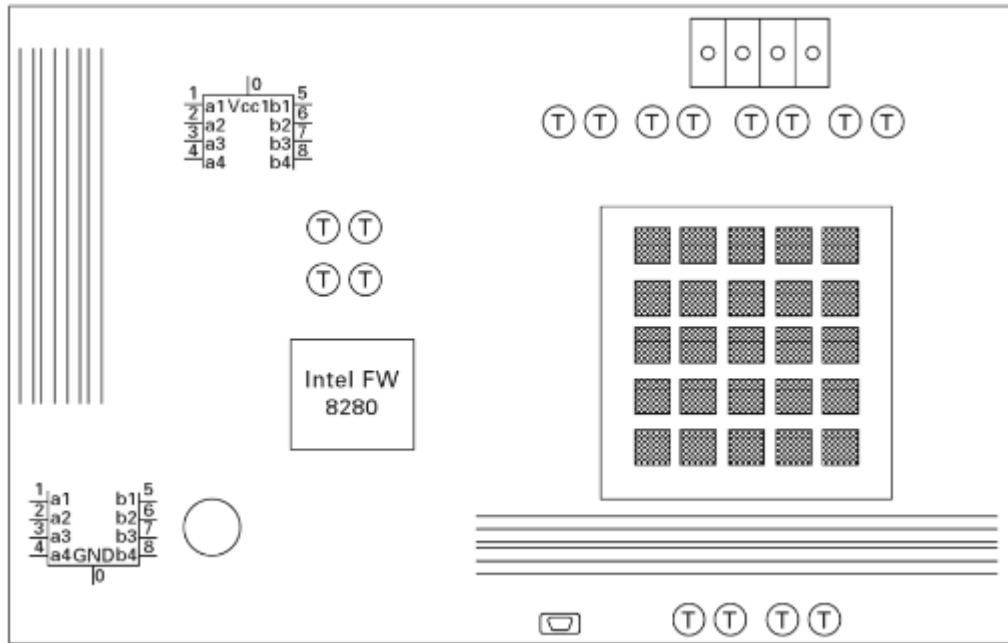 0
1 a1 Vcc1 b1 5
2 a2 b2 6
3 a3 b3 7
4 a4 b4 8
T T T T T T T T
T T
T T
Intel FW
8280
1 a1 b1 5
2 a2 b2 6
3 a3 b3 7
4 a4 GND b4 8
0
T T T T